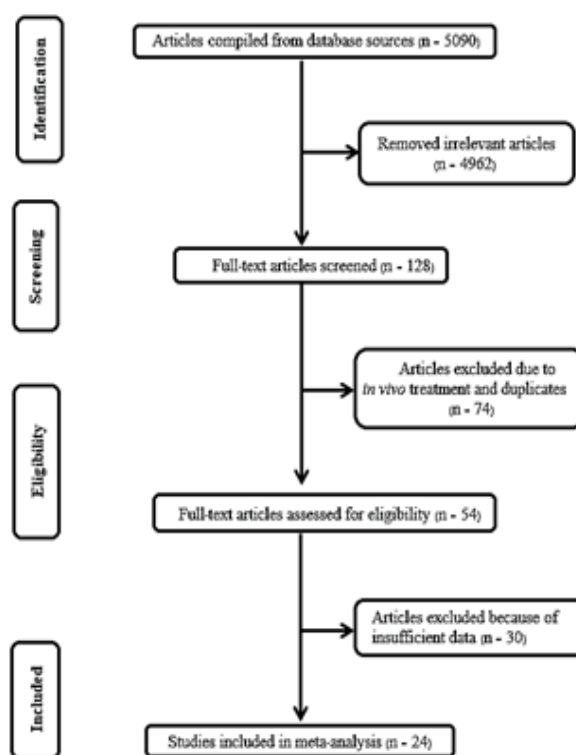 Identification
Articles compiled from database sources (n - 5090)
Removed irrelevant articles
(n - 4962)
Screening
Full-text articles screened (n - 128)
Articles excluded due to
In vivo treatment and duplicates
(n - 74)
Eligibility
Full-text articles assessed for eligibility (n - 54)
Articles excluded because of
insufficient data (n - 30)
Included
Studies included in meta-analysis (n - 24)